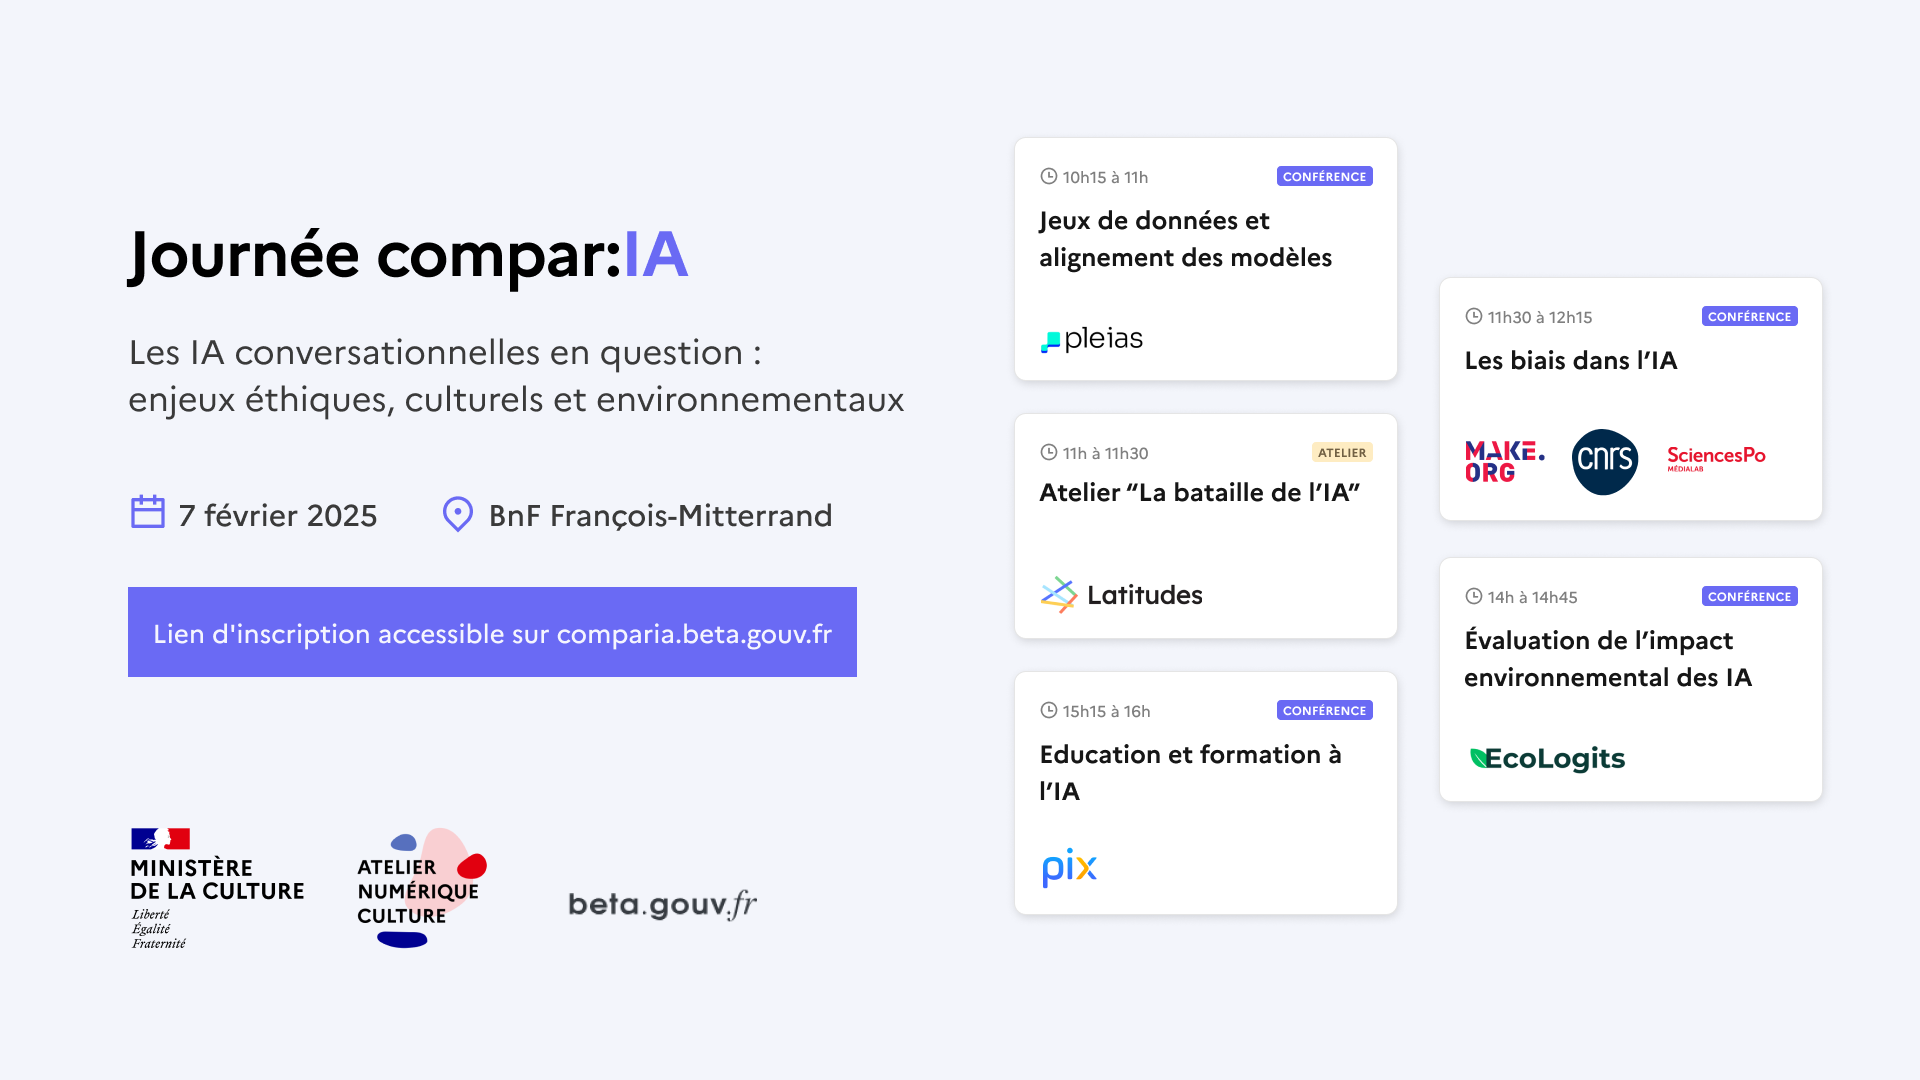 Journée compar:IA
Les IA conversationnelles en question :
enjeux éthiques, culturels et environnementaux
7 février 2025
BnF François-Mitterrand
Lien d'inscription accessible sur comparia.beta.gouv.fr
MINISTÈRE
DE LA CULTURE
Liberté
Égalité
Fraternité
ATELIER
NUMÉRIQUE
CULTURE
beta.gouv.fr
10h15 à 11h
CONFÉRENCE
Jeux de données et
alignement des modèles
pleias
11h à 11h30
ATELIER
Atelier “La bataille de l’IA”
Latitudes
15h15 à 16h
CONFÉRENCE
Education et formation à
l’IA
pix
11h30 à 12h15
CONFÉRENCE
Les biais dans l’IA
MAKE.
ORG
cnrs
SciencesPo
MÉDIALAB
14h à 14h45
CONFÉRENCE
Évaluation de l’impact
environnemental des IA
EcoLogits